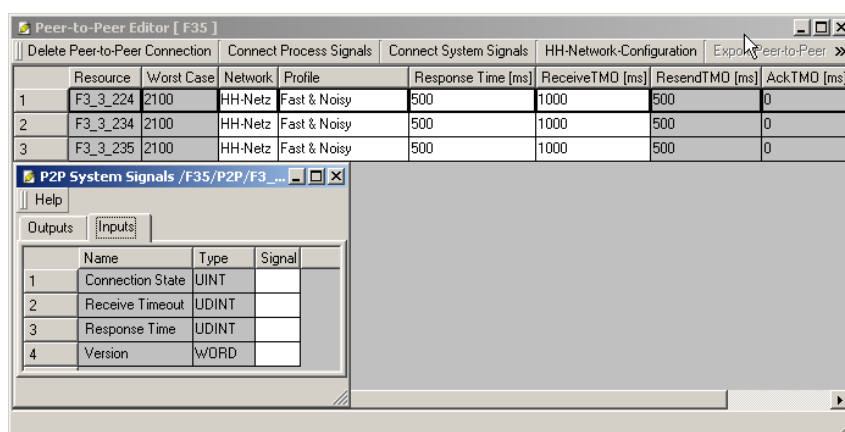 Peer-to-Peer Editor [ F35 ]
Delete Peer-to-Peer Connection Connect Process Signals Connect System Signals HH-Network-Configuration Expor Peer-to-Peer »
Resource Worst Case Network Profile Response Time [ms] ReceiveTMO [ms] ResendTMO [ms] AckTMO [ms]
1 F3_3_224 2100 HH-Netz Fast & Noisy 500 1000 500 0
2 F3_3_234 2100 HH-Netz Fast & Noisy 500 1000 500 0
3 F3_3_235 2100 HH-Netz Fast & Noisy 500 1000 500 0
P2P System Signals /F35/P2P/F3_...
Help
Outputs Inputs
Name Type Signal
1 Connection State UINT
2 Receive Timeout UDINT
3 Response Time UDINT
4 Version WORD